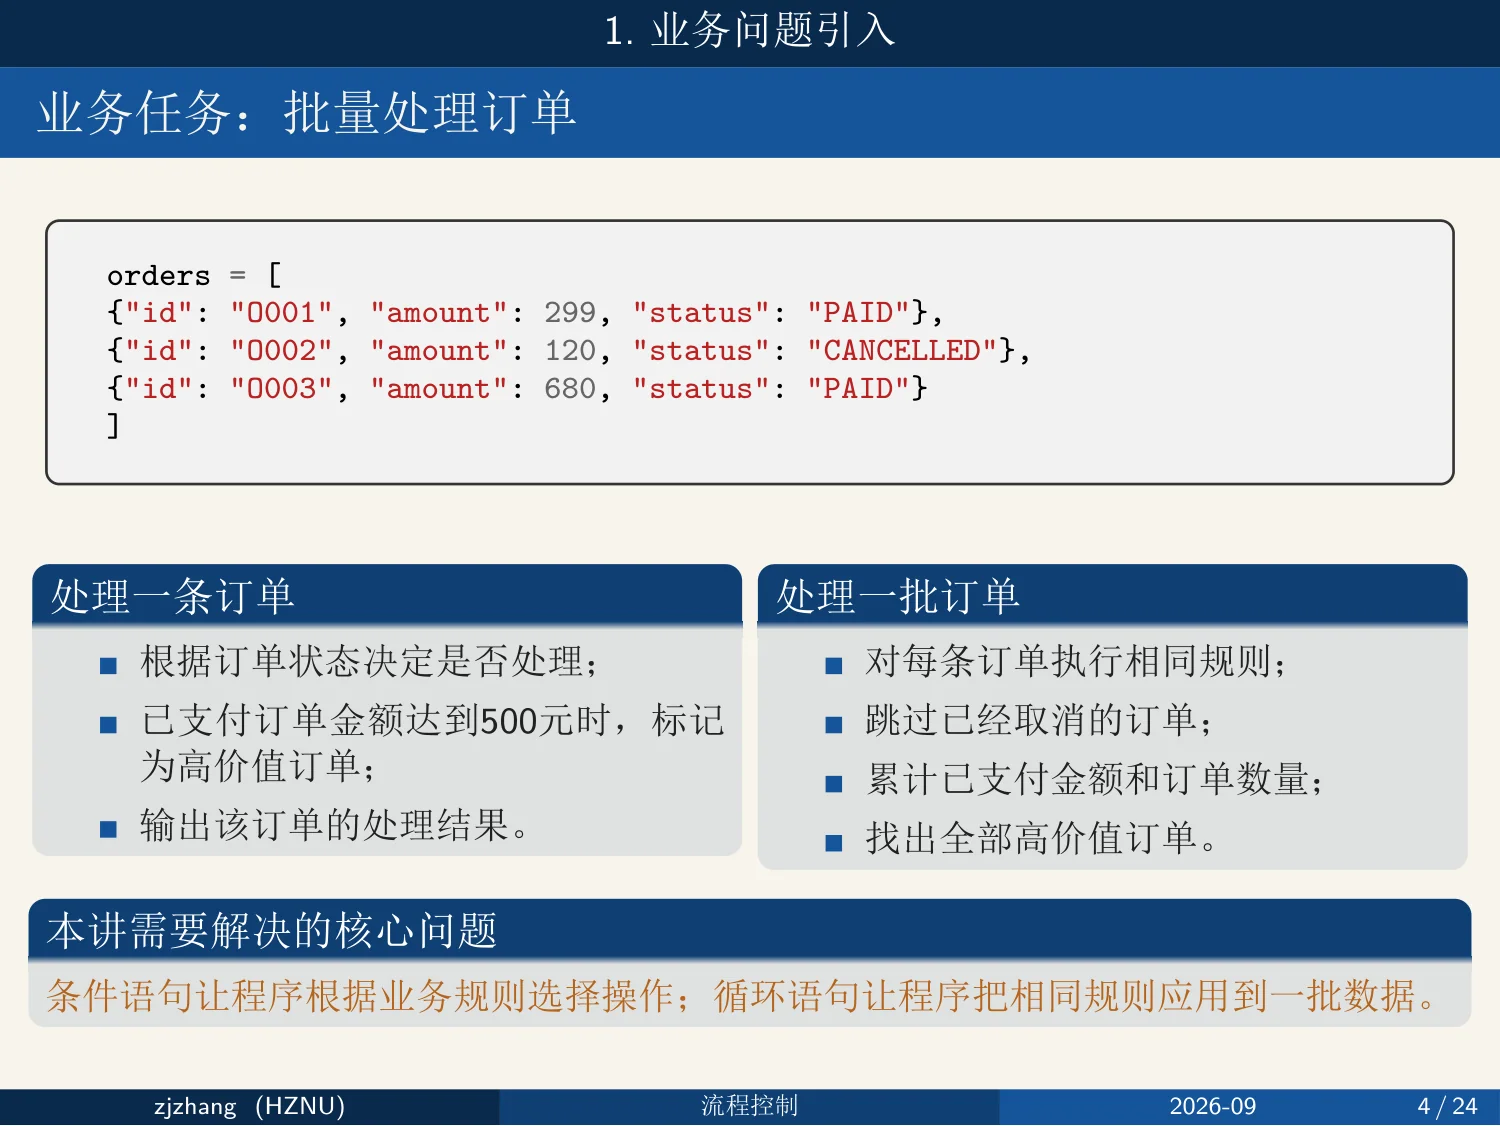 1. 业务问题引入
业务任务：批量处理订单
orders = [
{"id": "O001", "amount": 299, "status": "PAID"},
{"id": "O002", "amount": 120, "status": "CANCELLED"},
{"id": "O003", "amount": 680, "status": "PAID"}
]
处理一条订单
根据订单状态决定是否处理；
已支付订单金额达到500元时，标记
为高价值订单；
输出该订单的处理结果。
处理一批订单
对每条订单执行相同规则；
跳过已经取消的订单；
累计已支付金额和订单数量；
找出全部高价值订单。
本讲需要解决的核心问题
条件语句让程序根据业务规则选择操作；循环语句让程序把相同规则应用到一批数据。
zjzhang (HZNU) 流程控制 2026-09 4 / 24